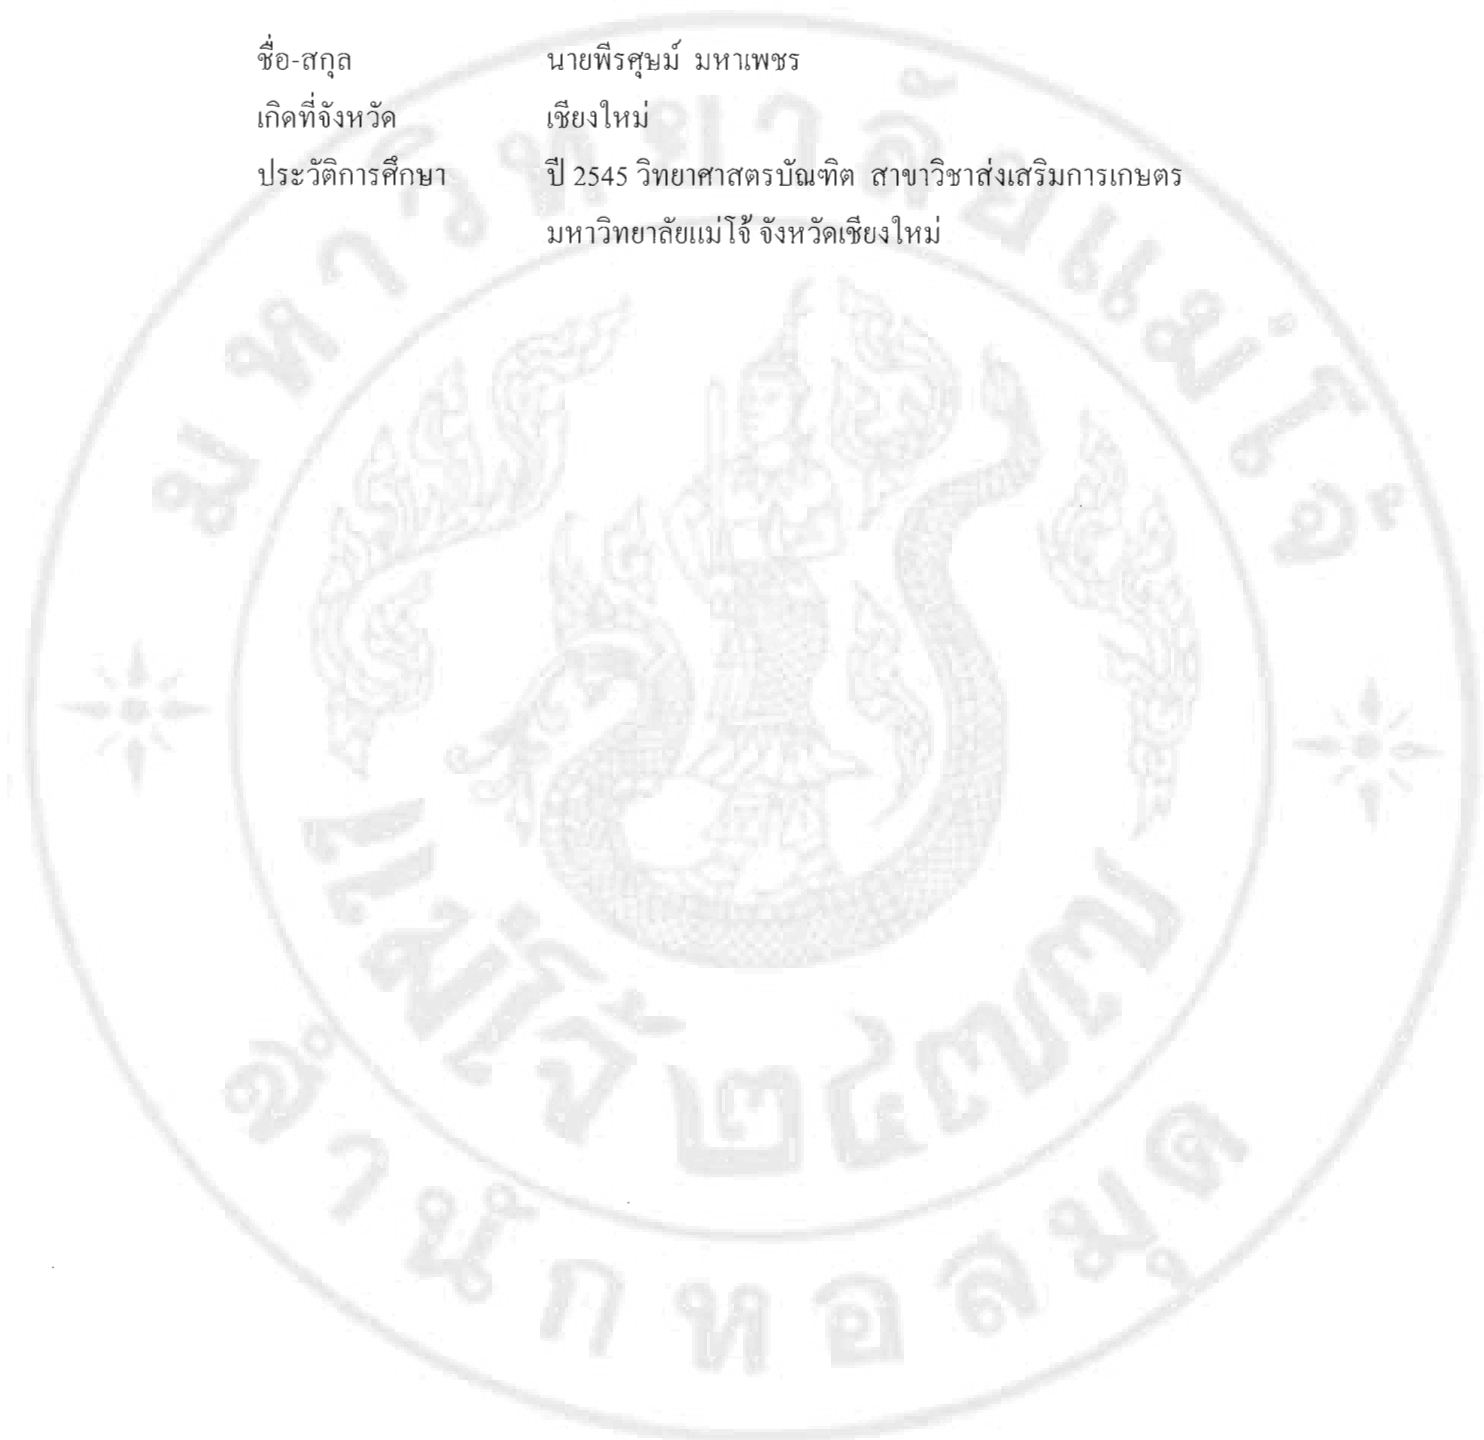 ชื่อ-สกุล นายพีรศุษม์ มหาเพชร
เกิดที่จังหวัด เชียงใหม่
ประวัติการศึกษา ปี 2545 วิทยาศาสตรบัณฑิต สาขาวิชาส่งเสริมการเกษตร
มหาวิทยาลัยแม่โจ้ จังหวัดเชียงใหม่
มหาวิทยาลัยแม่โจ้
แม่โจ้ ๒๔๗๗
สำนักหอสมุด